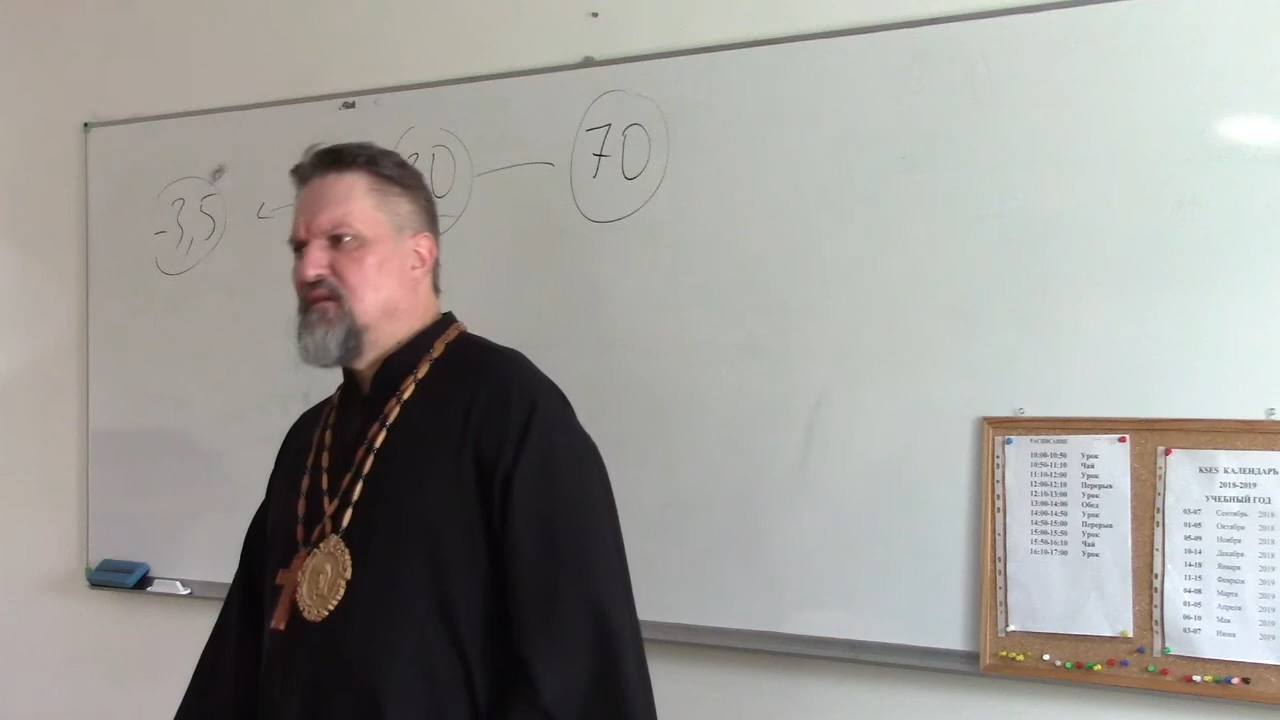 -3,5
30
70
РАСПИСАНИЕ
10:00-10:50 Урок
10:50-11:10 Чай
11:10-12:00 Урок
12:00-12:10 Перерыв
12:10-13:00 Урок
13:00-14:00 Обед
14:00-14:50 Урок
14:50-15:00 Перерыв
15:00-15:50 Урок
15:50-16:10 Чай
16:10-17:00 Урок
KSES КАЛЕНДАРЬ
2018-2019
УЧЕБНЫЙ ГОД
03-07 Сентябрь 2018
01-05 Октябрь 2018
05-09 Ноябрь 2018
10-14 Декабрь 2018
14-18 Январь 2019
11-15 Февраль 2019
04-08 Марта 2019
01-05 Апреля 2019
06-10 Мая 2019
03-07 Июня 2019